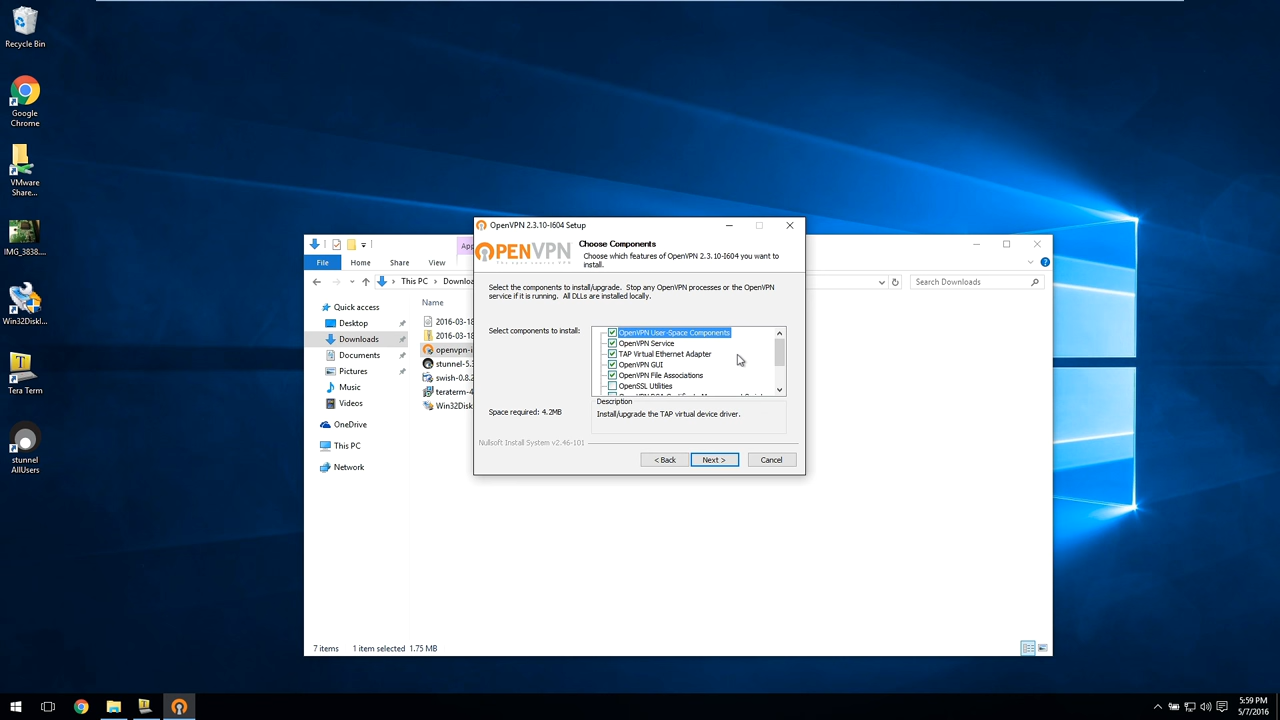 Recycle Bin
Google
Chrome
VMware
Share...
IMG_3838....
Win32Diskl...
Tera Term
stunnel
AllUsers
File
Home
Share
View
App
This PC
Downloa
Search Downloads
Quick access
Desktop
Downloads
Documents
Pictures
Music
Videos
OneDrive
This PC
Network
Name
2016-03-18
2016-03-18
openvpn-i
stunnel-5.3
swish-0.8.2
teraterm-4
Win32Disk
7 items
1 item selected 1.75 MB
OpenVPN 2.3.10-I604 Setup
OPENVPN
Choose Components
Choose which features of OpenVPN 2.3.10-I604 you want to
install.
Select the components to install/upgrade. Stop any OpenVPN processes or the OpenVPN
service if it is running. All DLLs are installed locally.
Select components to install:
OpenVPN User-Space Components
OpenVPN Service
TAP Virtual Ethernet Adapter
OpenVPN GUI
OpenVPN File Associations
OpenSSL Utilities
Space required: 4.2MB
Description
Install/upgrade the TAP virtual device driver.
Nullsoft Install System v2.46-101
< Back
Next >
Cancel
5:59 PM
5/7/2016